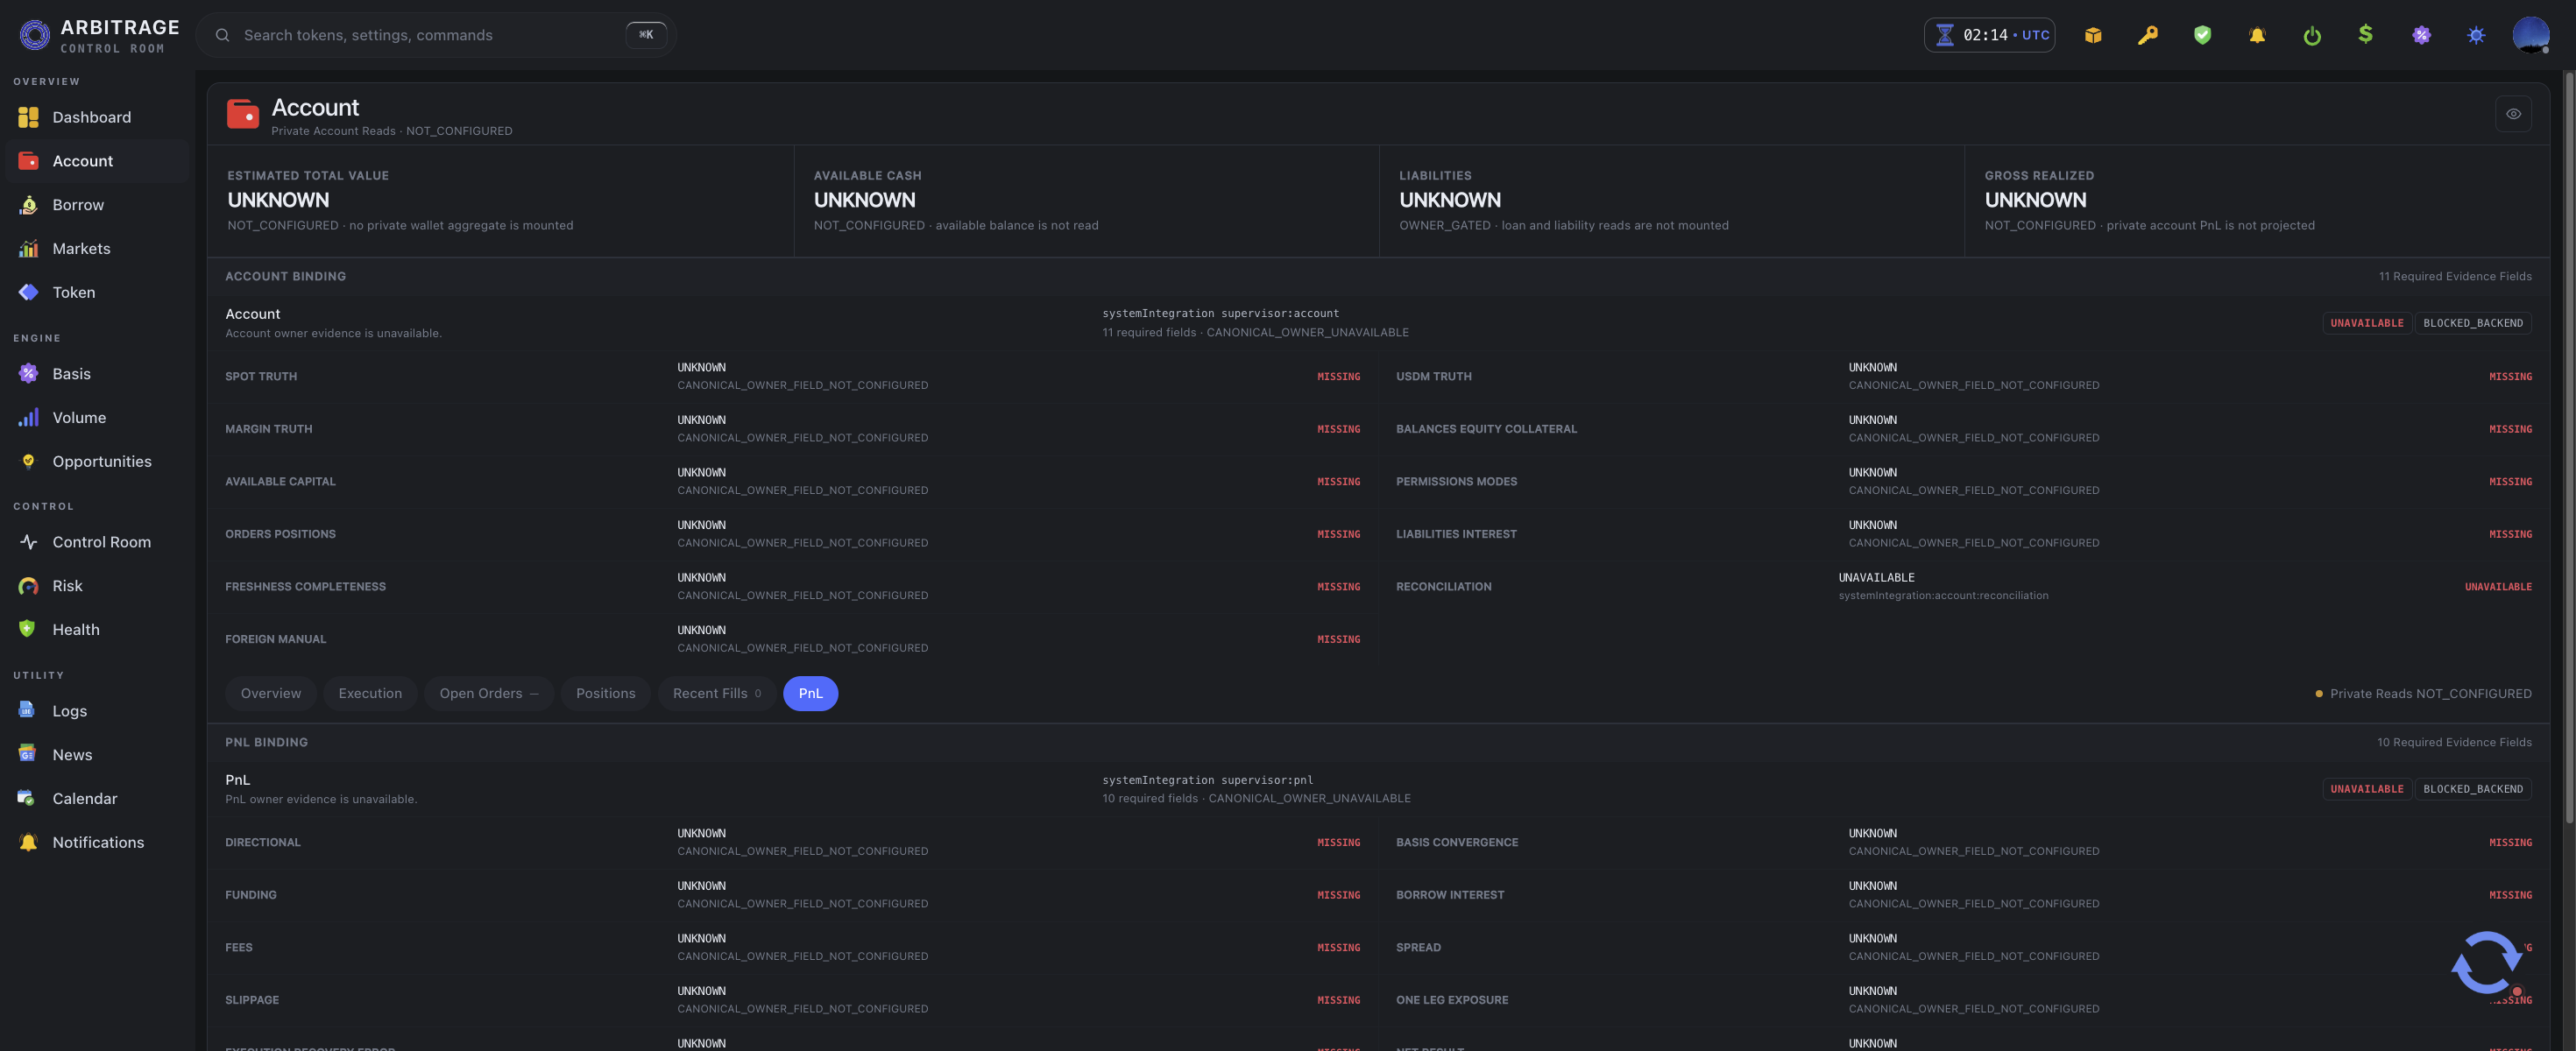 ARBITRAGE
CONTROL ROOM
Search tokens, settings, commands
⌘K
02:14 • UTC
OVERVIEW
Dashboard
Account
Borrow
Markets
Token
ENGINE
Basis
Volume
Opportunities
CONTROL
Control Room
Risk
Health
UTILITY
Logs
News
Calendar
Notifications
Account
Private Account Reads · NOT_CONFIGURED
ESTIMATED TOTAL VALUE
UNKNOWN
NOT_CONFIGURED · no private wallet aggregate is mounted
AVAILABLE CASH
UNKNOWN
NOT_CONFIGURED · available balance is not read
LIABILITIES
UNKNOWN
OWNER_GATED · loan and liability reads are not mounted
GROSS REALIZED
UNKNOWN
NOT_CONFIGURED · private account PnL is not projected
ACCOUNT BINDING
11 Required Evidence Fields
Account
Account owner evidence is unavailable.
systemIntegration supervisor:account
11 required fields · CANONICAL_OWNER_UNAVAILABLE
UNAVAILABLE
BLOCKED_BACKEND
SPOT TRUTH
UNKNOWN
CANONICAL_OWNER_FIELD_NOT_CONFIGURED
MISSING
USDM TRUTH
UNKNOWN
CANONICAL_OWNER_FIELD_NOT_CONFIGURED
MISSING
MARGIN TRUTH
UNKNOWN
CANONICAL_OWNER_FIELD_NOT_CONFIGURED
MISSING
BALANCES EQUITY COLLATERAL
UNKNOWN
CANONICAL_OWNER_FIELD_NOT_CONFIGURED
MISSING
AVAILABLE CAPITAL
UNKNOWN
CANONICAL_OWNER_FIELD_NOT_CONFIGURED
MISSING
PERMISSIONS MODES
UNKNOWN
CANONICAL_OWNER_FIELD_NOT_CONFIGURED
MISSING
ORDERS POSITIONS
UNKNOWN
CANONICAL_OWNER_FIELD_NOT_CONFIGURED
MISSING
LIABILITIES INTEREST
UNKNOWN
CANONICAL_OWNER_FIELD_NOT_CONFIGURED
MISSING
FRESHNESS COMPLETENESS
UNKNOWN
CANONICAL_OWNER_FIELD_NOT_CONFIGURED
MISSING
RECONCILIATION
UNAVAILABLE
systemIntegration:account:reconciliation
UNAVAILABLE
FOREIGN MANUAL
UNKNOWN
CANONICAL_OWNER_FIELD_NOT_CONFIGURED
MISSING
Overview
Execution
Open Orders —
Positions
Recent Fills 0
PnL
Private Reads NOT_CONFIGURED
PNL BINDING
10 Required Evidence Fields
PnL
PnL owner evidence is unavailable.
systemIntegration supervisor:pnl
10 required fields · CANONICAL_OWNER_UNAVAILABLE
UNAVAILABLE
BLOCKED_BACKEND
DIRECTIONAL
UNKNOWN
CANONICAL_OWNER_FIELD_NOT_CONFIGURED
MISSING
BASIS CONVERGENCE
UNKNOWN
CANONICAL_OWNER_FIELD_NOT_CONFIGURED
MISSING
FUNDING
UNKNOWN
CANONICAL_OWNER_FIELD_NOT_CONFIGURED
MISSING
BORROW INTEREST
UNKNOWN
CANONICAL_OWNER_FIELD_NOT_CONFIGURED
MISSING
FEES
UNKNOWN
CANONICAL_OWNER_FIELD_NOT_CONFIGURED
MISSING
SPREAD
UNKNOWN
CANONICAL_OWNER_FIELD_NOT_CONFIGURED
SLIPPAGE
UNKNOWN
CANONICAL_OWNER_FIELD_NOT_CONFIGURED
MISSING
ONE LEG EXPOSURE
UNKNOWN
CANONICAL_OWNER_FIELD_NOT_CONFIGURED
MISSING
UNKNOWN
UNKNOWN